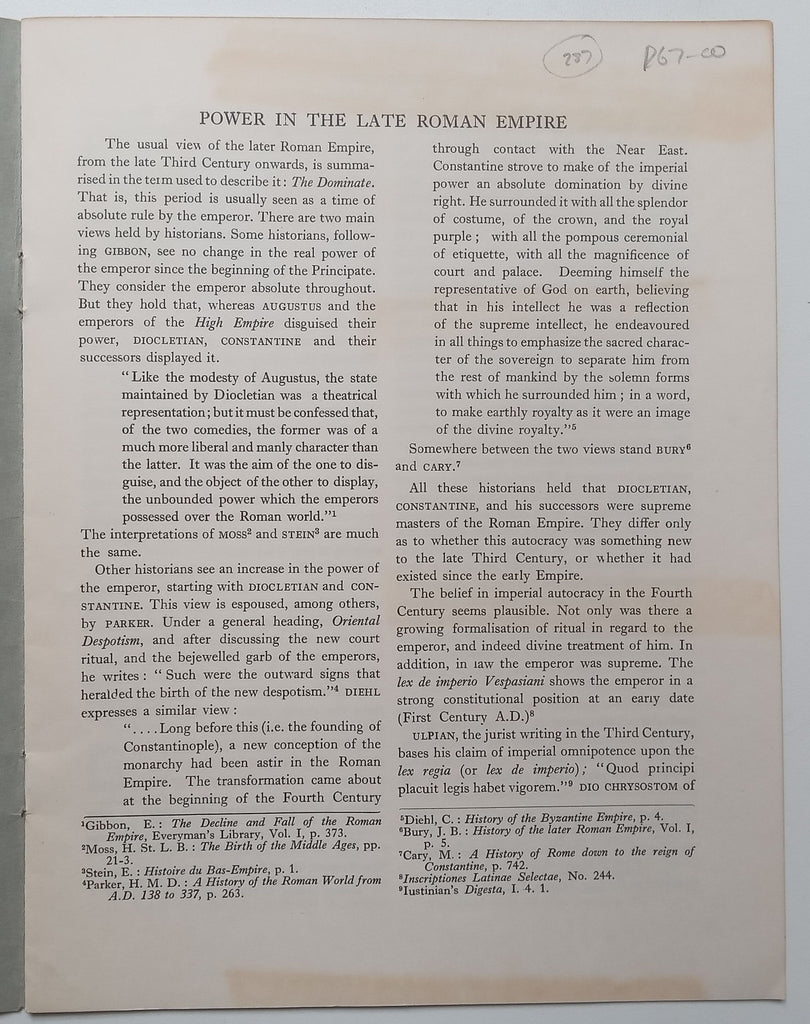 287
P67-00
POWER IN THE LATE ROMAN EMPIRE
The usual view of the later Roman Empire,
from the late Third Century onwards, is summa-
rised in the term used to describe it: The Dominate.
That is, this period is usually seen as a time of
absolute rule by the emperor. There are two main
views held by historians. Some historians, follow-
ing GIBBON, see no change in the real power of
the emperor since the beginning of the Principate.
They consider the emperor absolute throughout.
But they hold that, whereas AUGUSTUS and the
emperors of the High Empire disguised their
power, DIOCLETIAN, CONSTANTINE and their
successors displayed it.
"Like the modesty of Augustus, the state
maintained by Diocletian was a theatrical
representation; but it must be confessed that,
of the two comedies, the former was of a
much more liberal and manly character than
the latter. It was the aim of the one to dis-
guise, and the object of the other to display,
the unbounded power which the emperors
possessed over the Roman world."¹
The interpretations of MOSS² and STEIN³ are much
the same.
Other historians see an increase in the power of
the emperor, starting with DIOCLETIAN and CON-
STANTINE. This view is espoused, among others,
by PARKER. Under a general heading, Oriental
Despotism, and after discussing the new court
ritual, and the bejewelled garb of the emperors,
he writes: "Such were the outward signs that
heralded the birth of the new despotism."⁴ DIEHL
expresses a similar view:
"....Long before this (i.e. the founding of
Constantinople), a new conception of the
monarchy had been astir in the Roman
Empire. The transformation came about
at the beginning of the Fourth Century
¹Gibbon, E.: The Decline and Fall of the Roman
Empire, Everyman's Library, Vol. I, p. 373.
²Moss, H. St. L. B.: The Birth of the Middle Ages, pp.
21-3.
³Stein, E.: Histoire du Bas-Empire, p. 1.
⁴Parker, H. M. D.: A History of the Roman World from
A.D. 138 to 337, p. 263.
through contact with the Near East.
Constantine strove to make of the imperial
power an absolute domination by divine
right. He surrounded it with all the splendor
of costume, of the crown, and the royal
purple; with all the pompous ceremonial
of etiquette, with all the magnificence of
court and palace. Deeming himself the
representative of God on earth, believing
that in his intellect he was a reflection
of the supreme intellect, he endeavoured
in all things to emphasize the sacred charac-
ter of the sovereign to separate him from
the rest of mankind by the solemn forms
with which he surrounded him; in a word,
to make earthly royalty as it were an image
of the divine royalty."⁵
Somewhere between the two views stand BURY⁶
and CARY.⁷
All these historians held that DIOCLETIAN,
CONSTANTINE, and his successors were supreme
masters of the Roman Empire. They differ only
as to whether this autocracy was something new
to the late Third Century, or whether it had
existed since the early Empire.
The belief in imperial autocracy in the Fourth
Century seems plausible. Not only was there a
growing formalisation of ritual in regard to the
emperor, and indeed divine treatment of him. In
addition, in law the emperor was supreme. The
lex de imperio Vespasiani shows the emperor in a
strong constitutional position at an early date
(First Century A.D.)⁸
ULPIAN, the jurist writing in the Third Century,
bases his claim of imperial omnipotence upon the
lex regia (or lex de imperio); "Quod principi
placuit legis habet vigorem."⁹ DIO CHRYSOSTOM of
⁵Diehl, C.: History of the Byzantine Empire, p. 4.
⁶Bury, J. B.: History of the later Roman Empire, Vol. I,
p. 5.
⁷Cary, M.: A History of Rome down to the reign of
Constantine, p. 742.
⁸Inscriptiones Latinae Selectae, No. 244.
⁹Iustinian's Digesta, I. 4. 1.